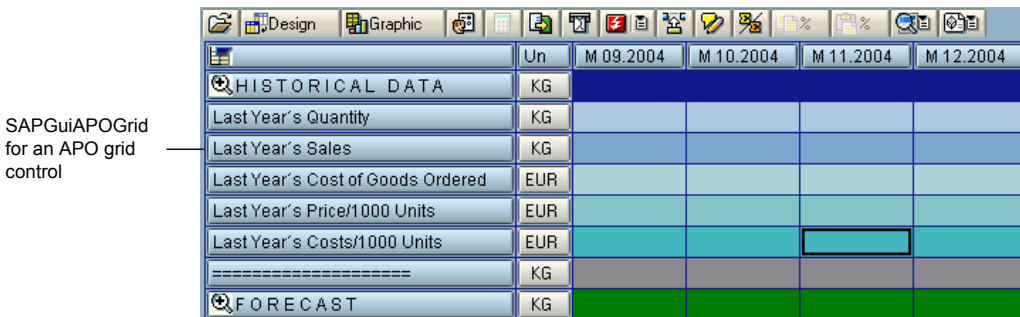 Design Graphic
Un M 09.2004 M 10.2004 M 11.2004 M 12.2004
HISTORICAL DATA KG
Last Year´s Quantity KG
SAPGuiAPOGrid
for an APO grid
control
Last Year´s Sales KG
Last Year´s Cost of Goods Ordered EUR
Last Year´s Price/1000 Units EUR
Last Year´s Costs/1000 Units EUR
==================== KG
FORECAST KG